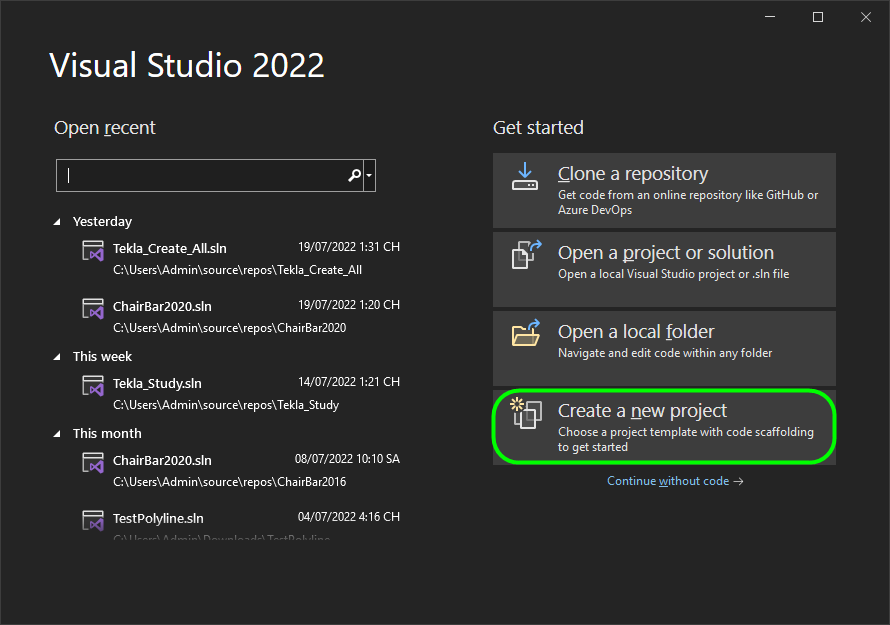 Visual Studio 2022
Open recent
Yesterday
Tekla_Create_All.sln 19/07/2022 1:31 CH
C:\Users\Admin\source\repos\Tekla_Create_All
ChairBar2020.sln 19/07/2022 1:20 CH
C:\Users\Admin\source\repos\ChairBar2020
This week
Tekla_Study.sln 14/07/2022 1:21 CH
C:\Users\Admin\source\repos\Tekla_Study
This month
ChairBar2020.sln 08/07/2022 10:10 SA
C:\Users\Admin\source\repos\ChairBar2016
TestPolyline.sln 04/07/2022 4:16 CH
C:\Users\Admin\Downloads\TestPolyline
Get started
Clone a repository
Get code from an online repository like GitHub or
Azure DevOps
Open a project or solution
Open a local Visual Studio project or .sln file
Open a local folder
Navigate and edit code within any folder
Create a new project
Choose a project template with code scaffolding
to get started
Continue without code →